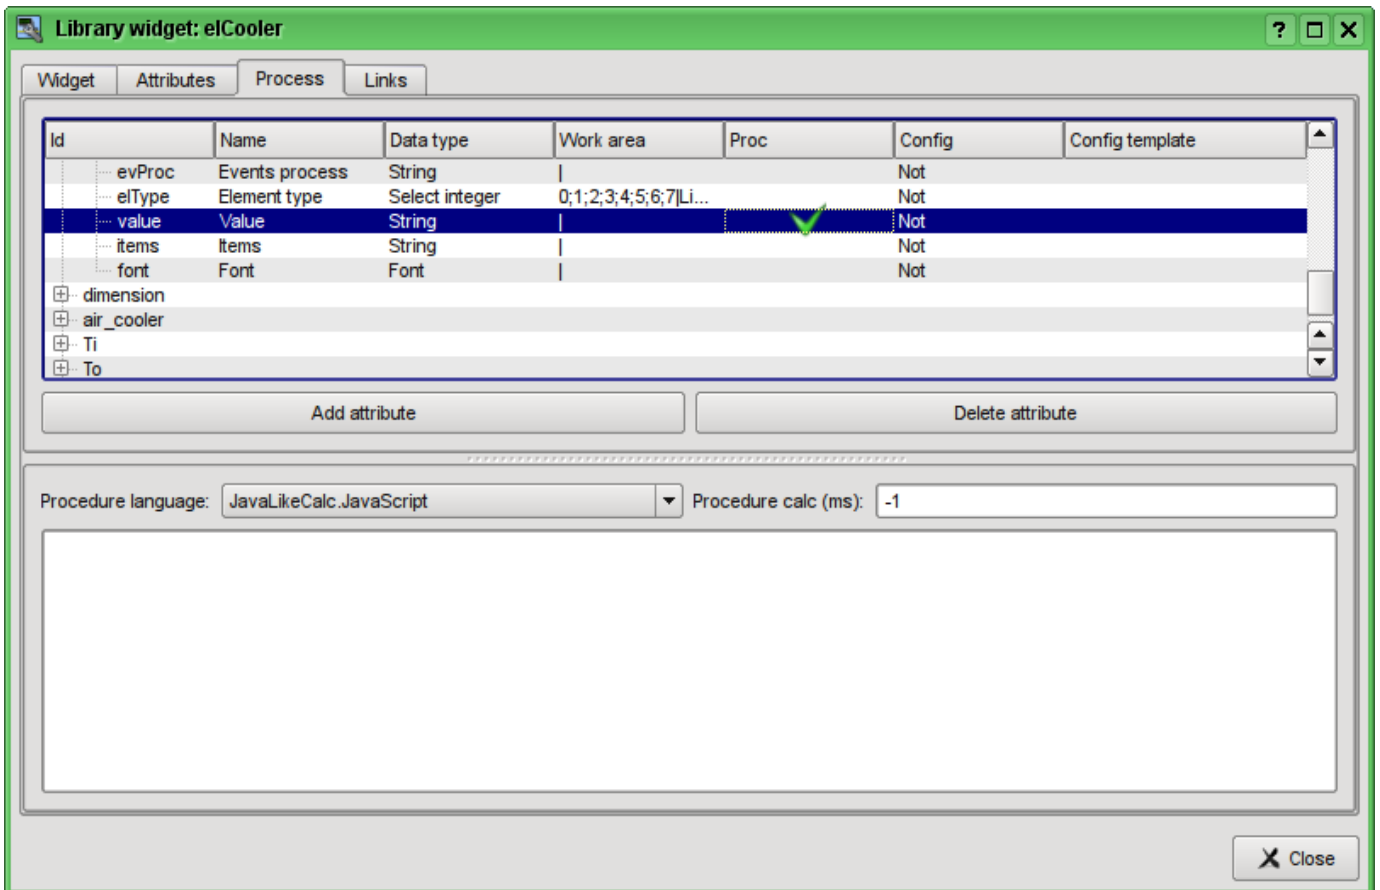 Library widget: elCooler
Widget Attributes Process Links
Id Name Data type Work area Proc Config Config template
evProc Events process String | Not
elType Element type Select integer 0;1;2;3;4;5;6;7|Li... Not
value Value String | Not
items Items String | Not
font Font Font | Not
dimension
air_cooler
Ti
To
Add attribute Delete attribute
Procedure language: JavaLikeCalc.JavaScript Procedure calc (ms): -1
Close